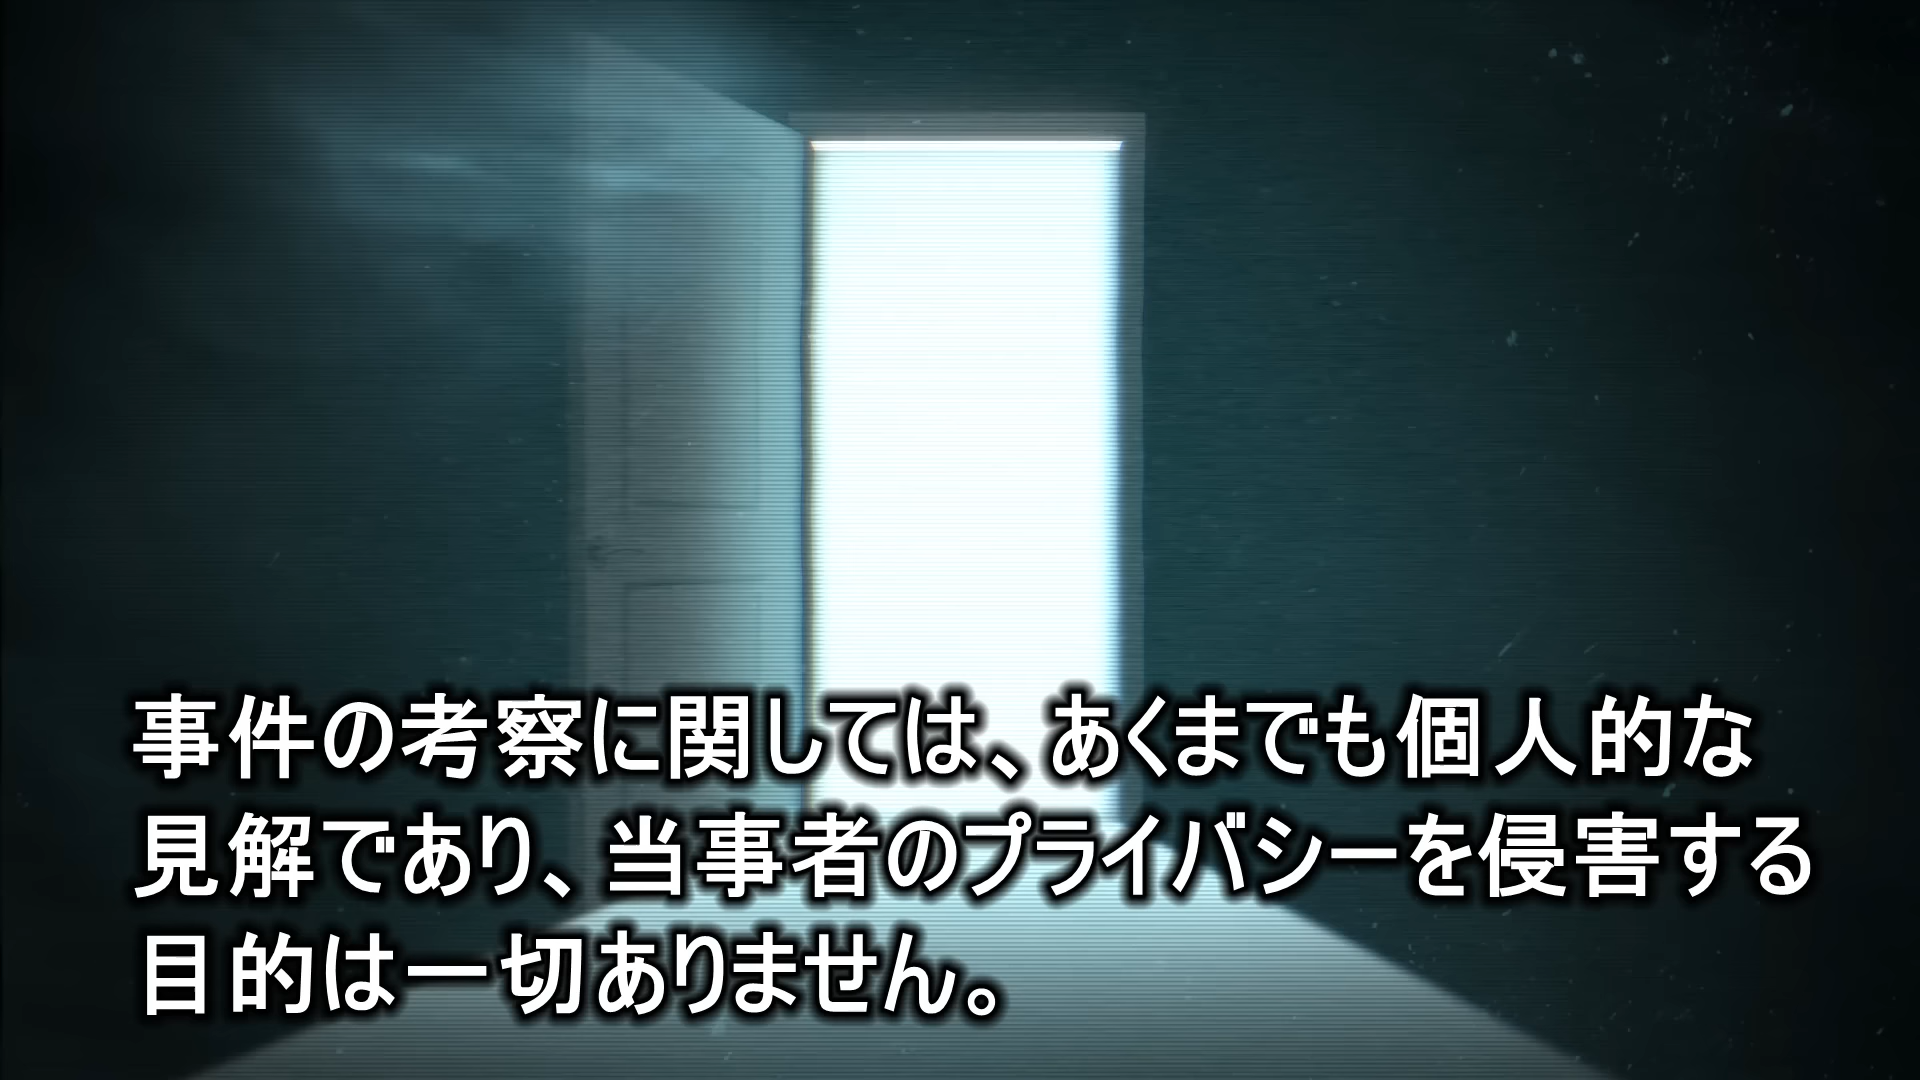 事件の考察に関しては、あくまでも個人的な
見解であり、当事者のプライバシーを侵害する
目的は一切ありません。